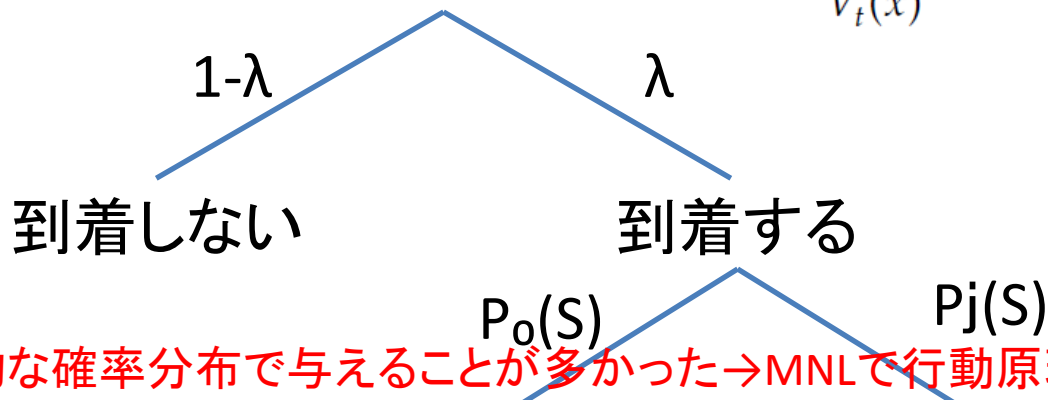 V_t(x)
1-λ
λ
到着しない
到着する
P₀(S)
Pj(S)
な確率分布で与えることが多かった→MNLで行動原